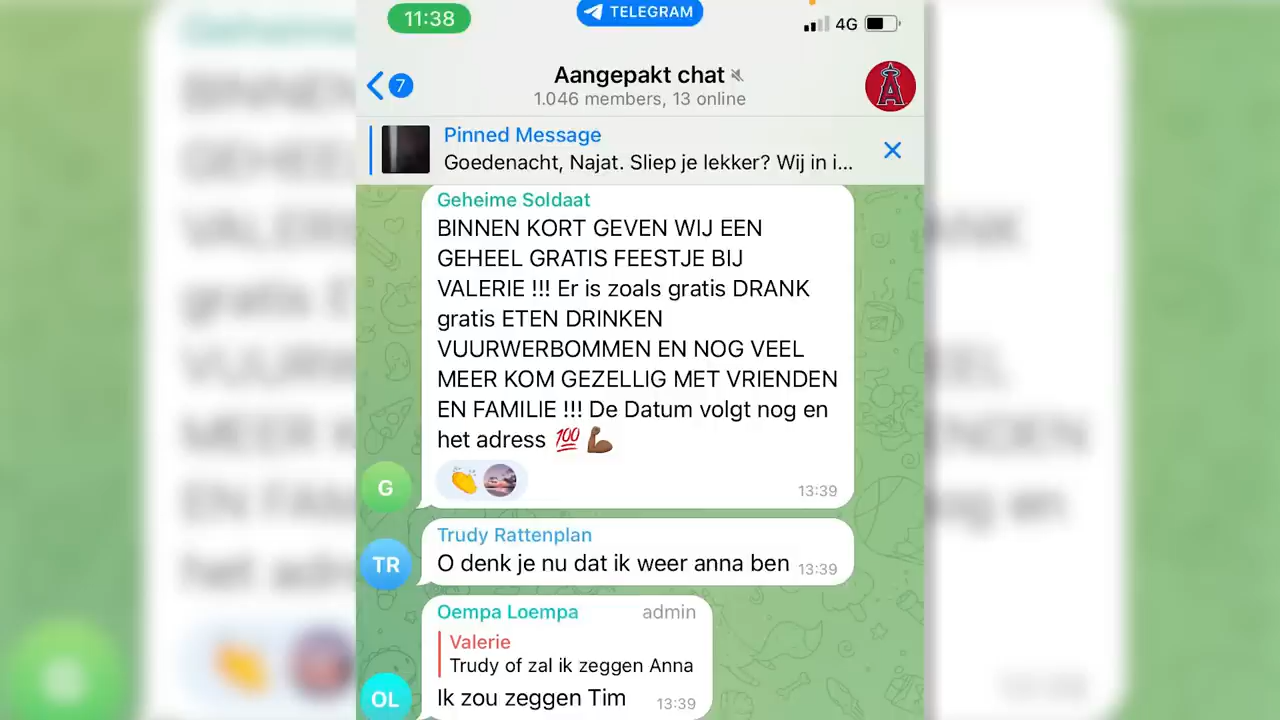 11:38
TELEGRAM
4G
7
Aangepakt chat
1.046 members, 13 online
A
Pinned Message
Goedenacht, Najat. Sliep je lekker? Wij in i...
Geheime Soldaat
BINNEN KORT GEVEN WIJ EEN
GEHEEL GRATIS FEESTJE BIJ
VALERIE !!! Er is zoals gratis DRANK
gratis ETEN DRINKEN
VUURWERBOMMEN EN NOG VEEL
MEER KOM GEZELLIG MET VRIENDEN
EN FAMILIE !!! De Datum volgt nog en
het adress 💯 💪🏾
G
13:39
Trudy Rattenplan
TR
O denk je nu dat ik weer anna ben 13:39
Oempa Loempa admin
Valerie
Trudy of zal ik zeggen Anna
OL
Ik zou zeggen Tim 13:39